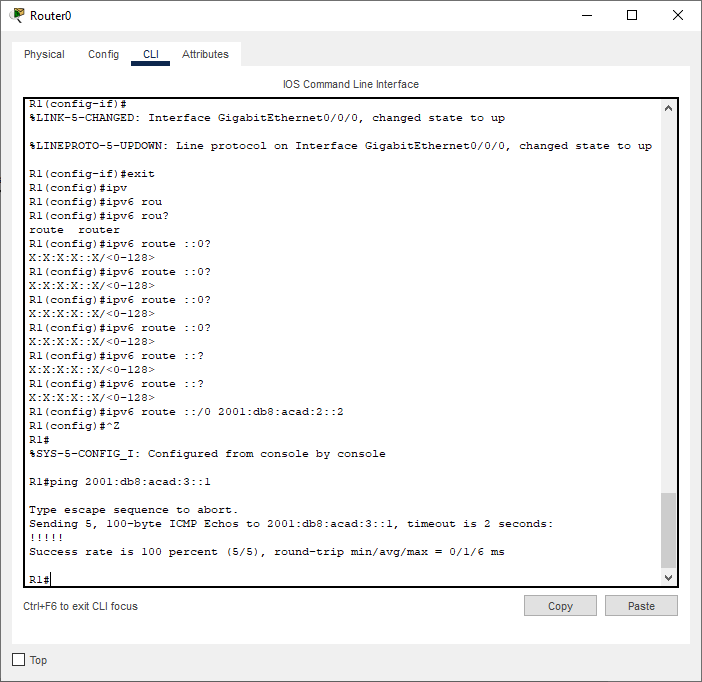 Router0
Physical Config CLI Attributes
IOS Command Line Interface
R1(config-if)#
%LINK-5-CHANGED: Interface GigabitEthernet0/0/0, changed state to up
%LINEPROTO-5-UPDOWN: Line protocol on Interface GigabitEthernet0/0/0, changed state to up
R1(config-if)#exit
R1(config)#ipv
R1(config)#ipv6 rou
R1(config)#ipv6 rou?
route router
R1(config)#ipv6 route ::0?
X:X:X:X::X/<0-128>
R1(config)#ipv6 route ::0?
X:X:X:X::X/<0-128>
R1(config)#ipv6 route ::0?
X:X:X:X::X/<0-128>
R1(config)#ipv6 route ::0?
X:X:X:X::X/<0-128>
R1(config)#ipv6 route ::?
X:X:X:X::X/<0-128>
R1(config)#ipv6 route ::?
X:X:X:X::X/<0-128>
R1(config)#ipv6 route ::/0 2001:db8:acad:2::2
R1(config)#^Z
R1#
%SYS-5-CONFIG_I: Configured from console by console
R1#ping 2001:db8:acad:3::1
Type escape sequence to abort.
Sending 5, 100-byte ICMP Echos to 2001:db8:acad:3::1, timeout is 2 seconds:
!!!!!
Success rate is 100 percent (5/5), round-trip min/avg/max = 0/1/6 ms
R1#
Ctrl+F6 to exit CLI focus
Copy Paste
Top